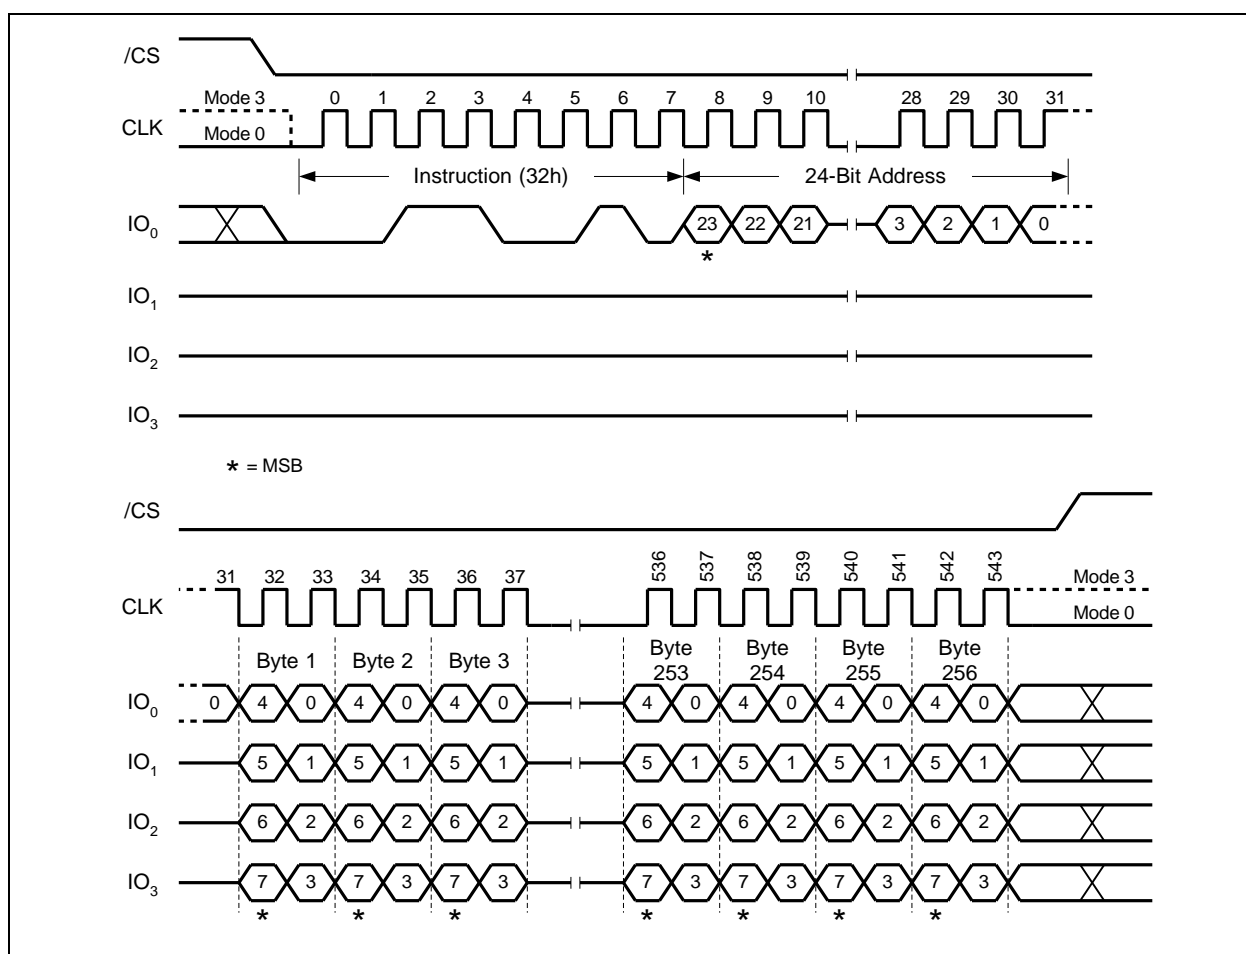 /CS
Mode 3 0 1 2 3 4 5 6 7 8 9 10 28 29 30 31
CLK Mode 0
Instruction (32h) 24-Bit Address
IO0 23 22 21 3 2 1 0
*
IO1
IO2
IO3
* = MSB
/CS
31 32 33 34 35 36 37 536 537 538 539 540 541 542 543 Mode 3
CLK Mode 0
Byte 1 Byte 2 Byte 3 Byte 253 Byte 254 Byte 255 Byte 256
IO0 0 4 0 4 0 4 0 4 0 4 0 4 0 4 0
IO1 5 1 5 1 5 1 5 1 5 1 5 1 5 1
IO2 6 2 6 2 6 2 6 2 6 2 6 2 6 2
IO3 7 3 7 3 7 3 7 3 7 3 7 3 7 3
* * * * * * *